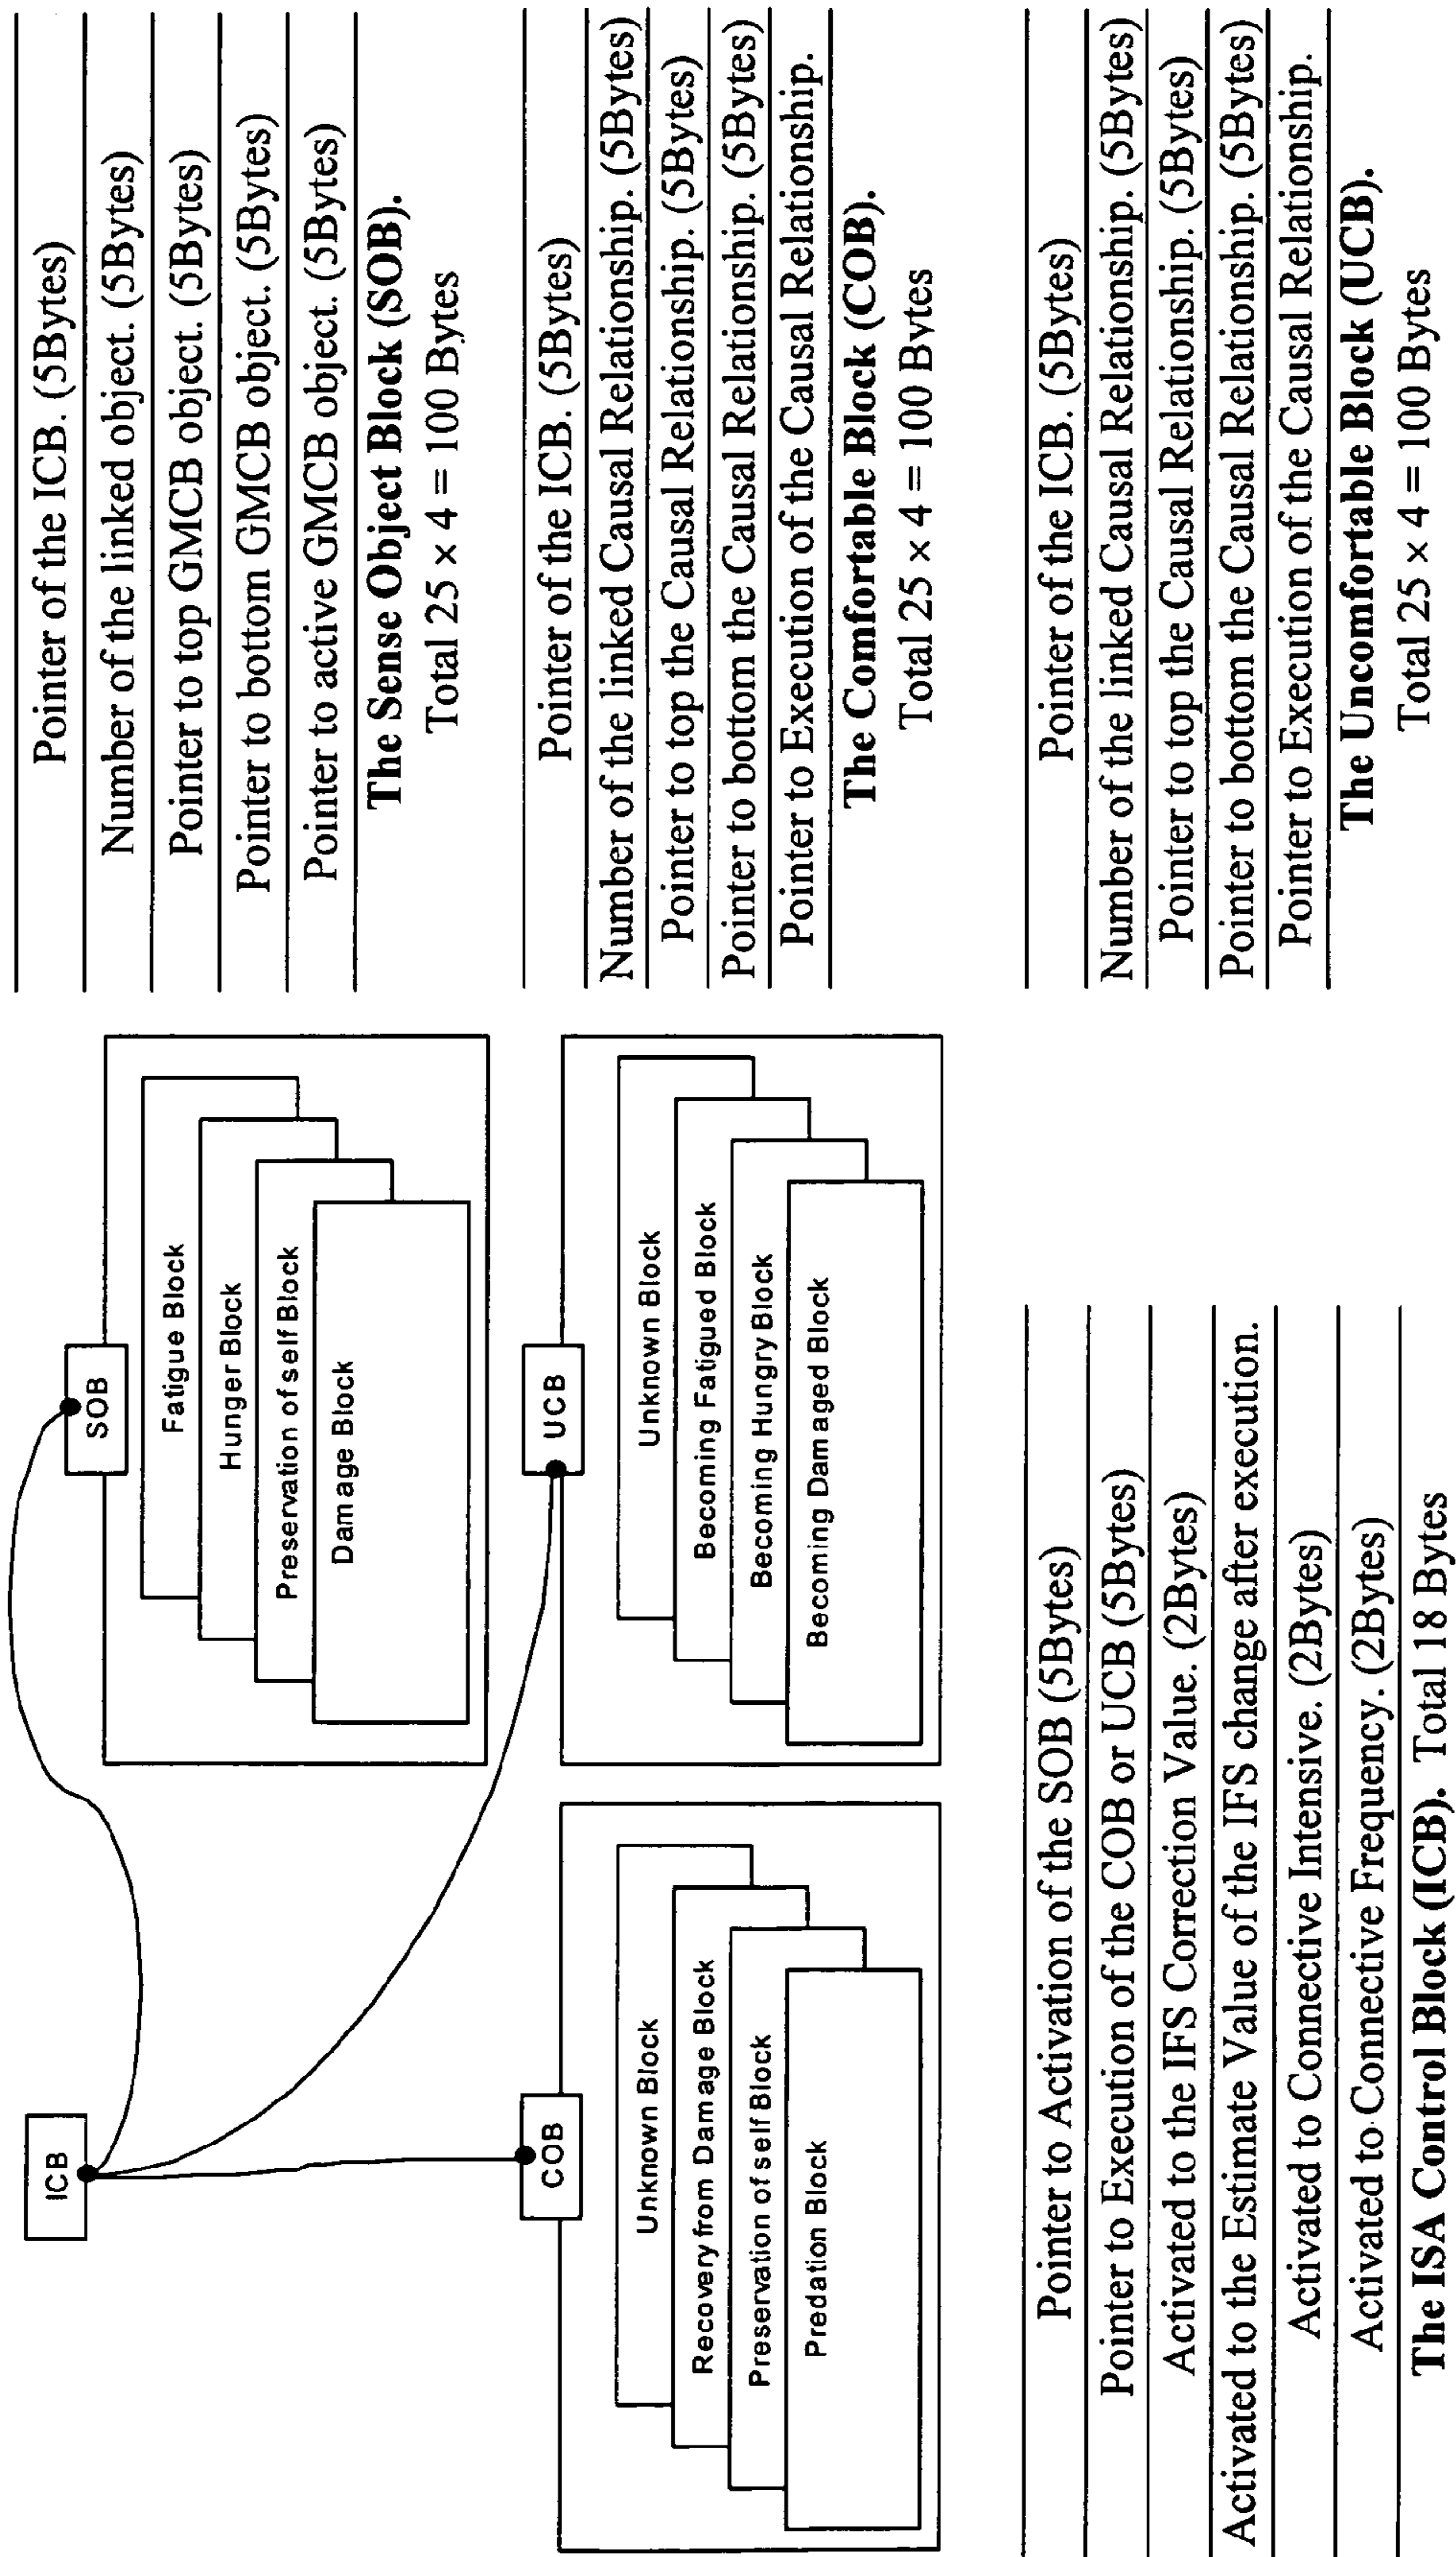 ICB
SOB
Fatigue Block
Hunger Block
Preservation of self Block
Damage Block
COB
Unknown Block
Recovery from Damage Block
Preservation of self Block
Predation Block
UCB
Unknown Block
Becoming Fatigued Block
Becoming Hungry Block
Becoming Damaged Block
Pointer of the ICB. (5Bytes)
Number of the linked object. (5Bytes)
Pointer to top GMCB object. (5Bytes)
Pointer to bottom GMCB object. (5Bytes)
Pointer to active GMCB object. (5Bytes)
The Sense Object Block (SOB).
Total 25 × 4 = 100 Bytes
Pointer of the ICB. (5Bytes)
Number of the linked Causal Relationship. (5Bytes)
Pointer to top the Causal Relationship. (5Bytes)
Pointer to bottom the Causal Relationship. (5Bytes)
Pointer to Execution of the Causal Relationship.
The Comfortable Block (COB).
Total 25 × 4 = 100 Bytes
Pointer to Activation of the SOB (5Bytes)
Pointer to Execution of the COB or UCB (5Bytes)
Activated to the IFS Correction Value. (2Bytes)
Activated to the Estimate Value of the IFS change after execution.
Activated to Connective Intensive. (2Bytes)
Activated to Connective Frequency. (2Bytes)
The ISA Control Block (ICB). Total 18 Bytes
Pointer of the ICB. (5Bytes)
Number of the linked Causal Relationship. (5Bytes)
Pointer to top the Causal Relationship. (5Bytes)
Pointer to bottom the Causal Relationship. (5Bytes)
Pointer to Execution of the Causal Relationship.
The Uncomfortable Block (UCB).
Total 25 × 4 = 100 Bytes